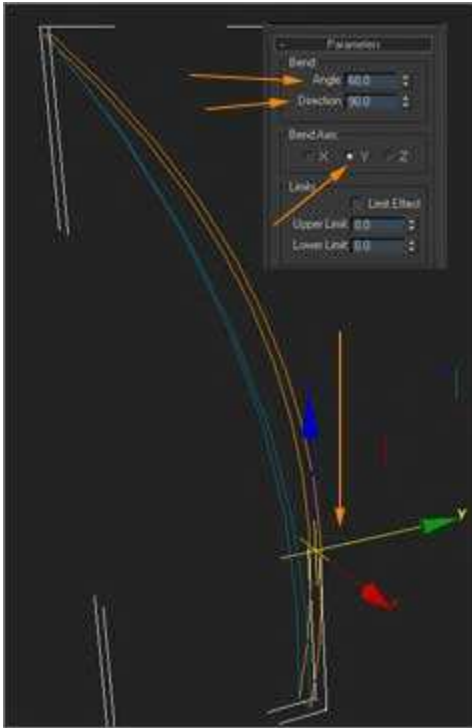 - Parameters
Bend
Angle: 60.0
Direction: 90.0
Bend Axis:
X Y Z
Limits
Limit Effect
Upper Limit: 0.0
Lower Limit: 0.0
Y